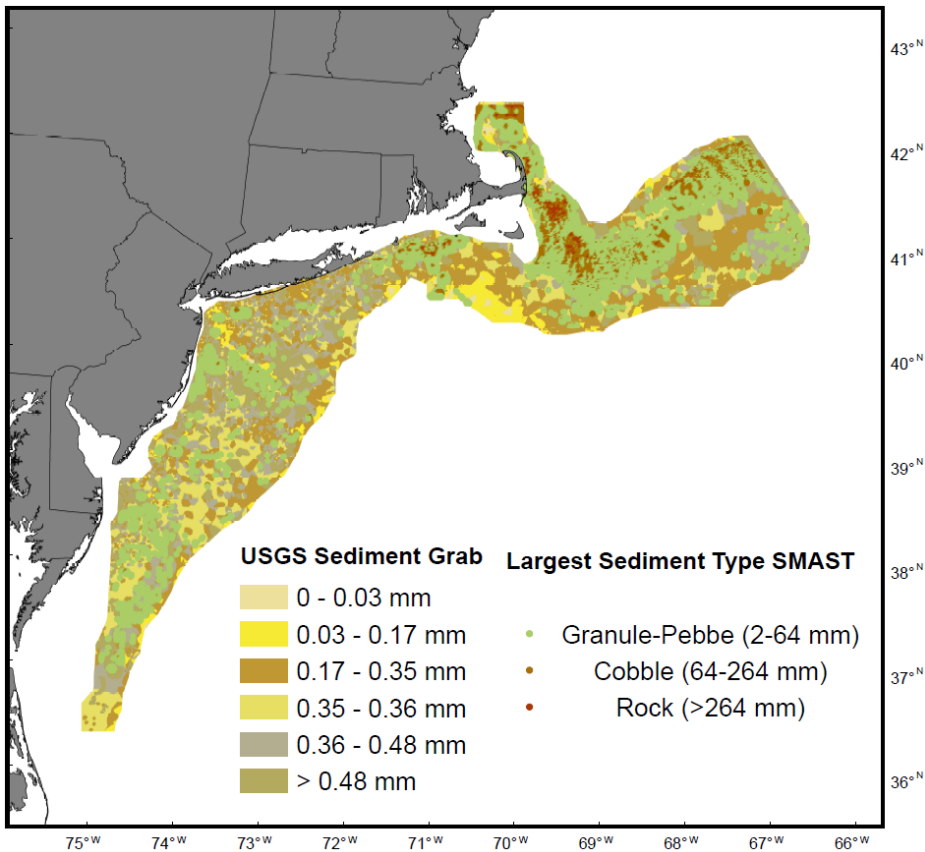 43°N
42°N
41°N
40°N
39°N
38°N
37°N
36°N
USGS Sediment Grab
0 - 0.03 mm
0.03 - 0.17 mm
0.17 - 0.35 mm
0.35 - 0.36 mm
0.36 - 0.48 mm
> 0.48 mm
Largest Sediment Type SMAST
Granule-Pebbe (2-64 mm)
Cobble (64-264 mm)
Rock (>264 mm)
75°W 74°W 73°W 72°W 71°W 70°W 69°W 68°W 67°W 66°W